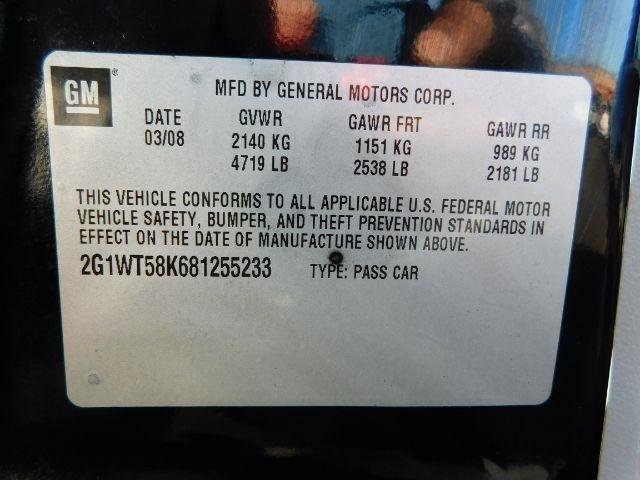 GM®
MFD BY GENERAL MOTORS CORP.
DATE GVWR GAWR FRT GAWR RR
03/08 2140 KG 1151 KG 989 KG
4719 LB 2538 LB 2181 LB
THIS VEHICLE CONFORMS TO ALL APPLICABLE U.S. FEDERAL MOTOR
VEHICLE SAFETY, BUMPER, AND THEFT PREVENTION STANDARDS IN
EFFECT ON THE DATE OF MANUFACTURE SHOWN ABOVE.
2G1WT58K681255233 TYPE: PASS CAR